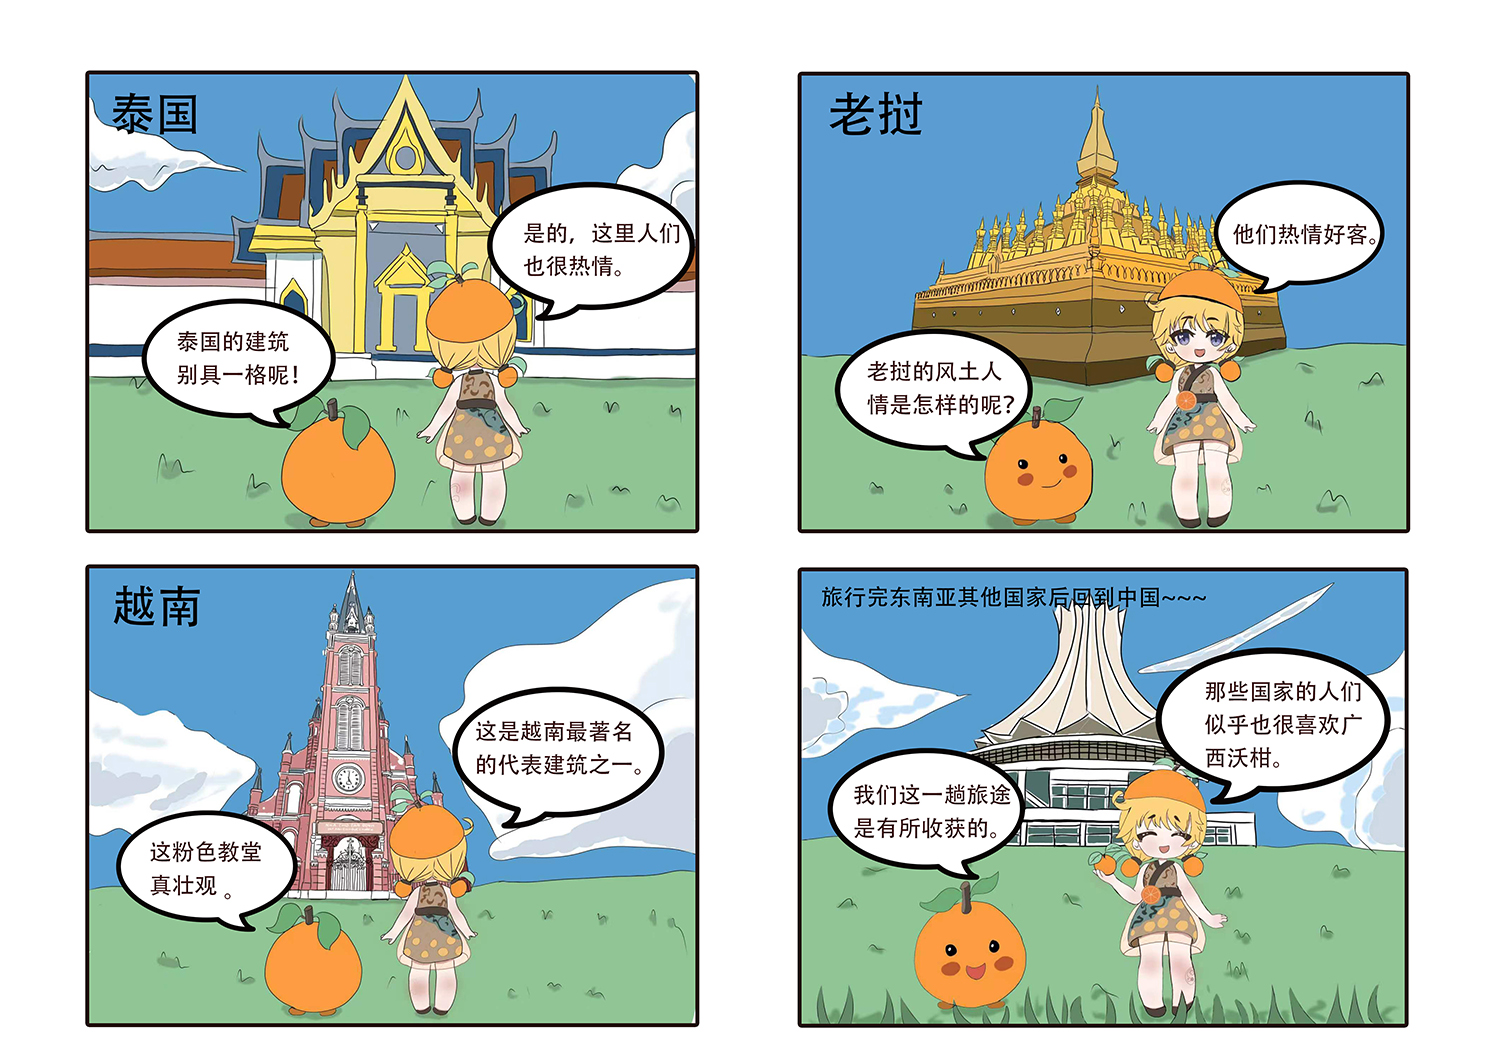 泰国
是的，这里人们
也很热情。
泰国的建筑
别具一格呢！
老挝
他们热情好客。
老挝的风土人
情是怎样的呢？
越南
这是越南最著名
的代表建筑之一。
这粉色教堂
真壮观 。
旅行完东南亚其他国家后回到中国~~~
那些国家的人们
似乎也很喜欢广
西沃柑。
我们这一趟旅途
是有所收获的。